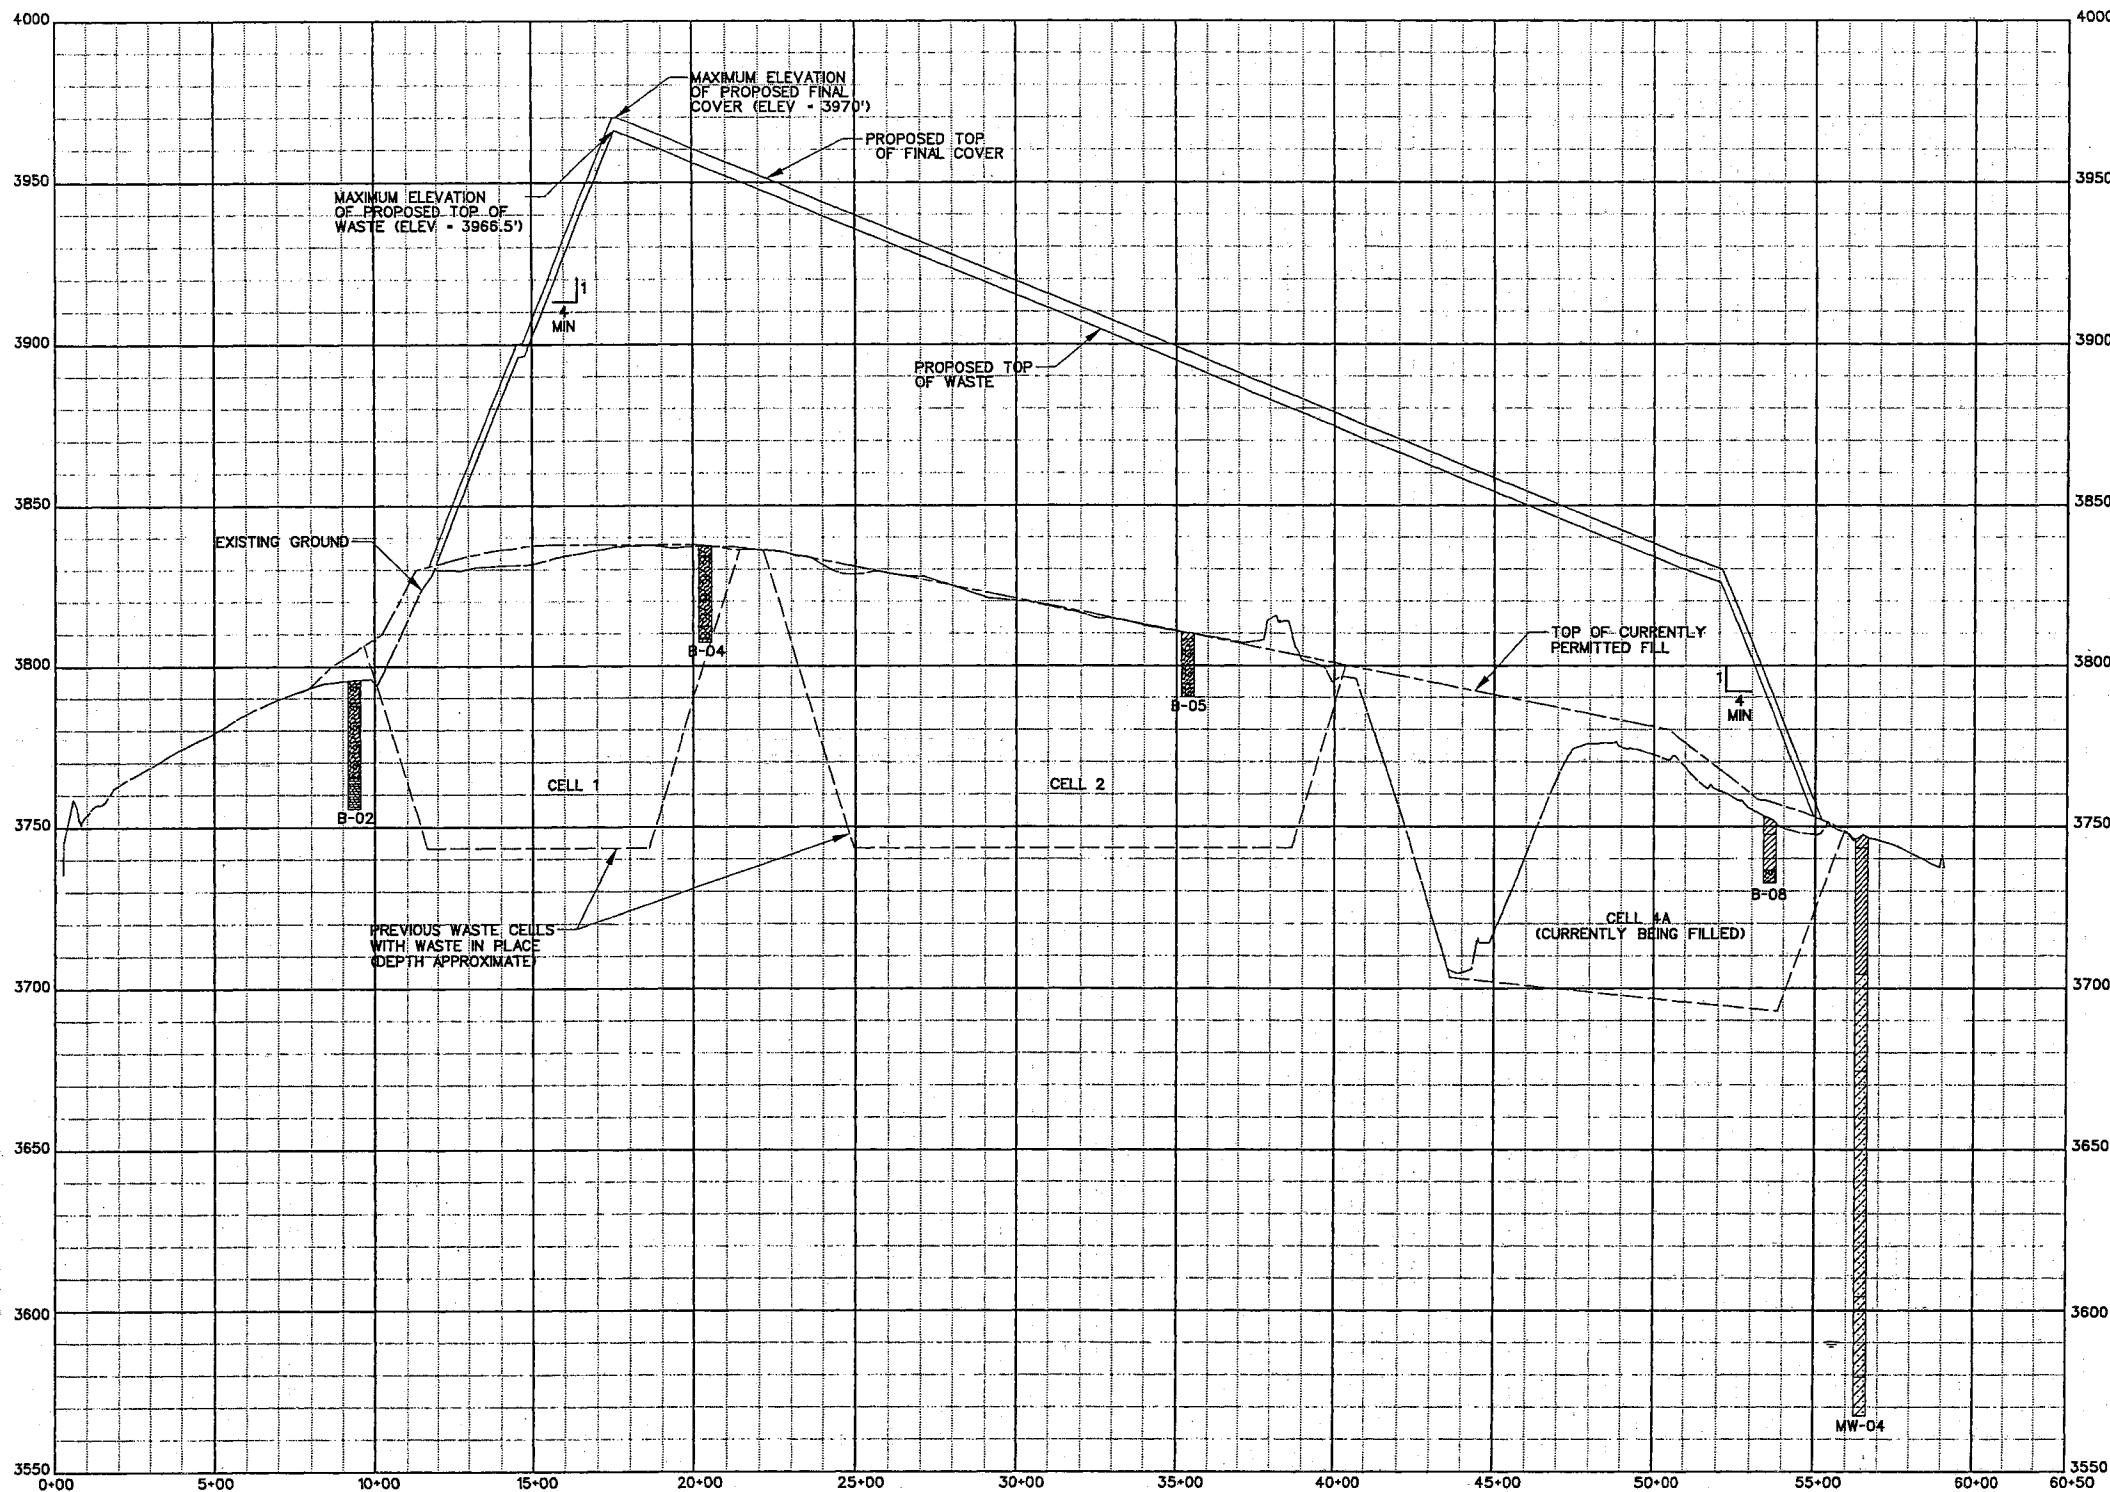 4000
4000
MAXIMUM ELEVATION
OF PROPOSED FINAL
COVER (ELEV - 3970')
PROPOSED TOP
OF FINAL COVER
3950
3950
MAXIMUM ELEVATION
OF PROPOSED TOP OF
WASTE (ELEV - 3966.5')
1
4
MIN
3900
3900
PROPOSED TOP
OF WASTE
3850
3850
EXISTING GROUND
TOP OF CURRENTLY
PERMITTED FILL
B-04
3800
3800
1
4
MIN
B-05
CELL 1
CELL 2
B-02
3750
3750
B-08
CELL 4A
(CURRENTLY BEING FILLED)
PREVIOUS WASTE CELLS
WITH WASTE IN PLACE
(DEPTH APPROXIMATE)
3700
3700
3650
3650
3600
3600
MW-04
3550
3550
0+00
5+00
10+00
15+00
20+00
25+00
30+00
35+00
40+00
45+00
50+00
55+00
60+00
60+50